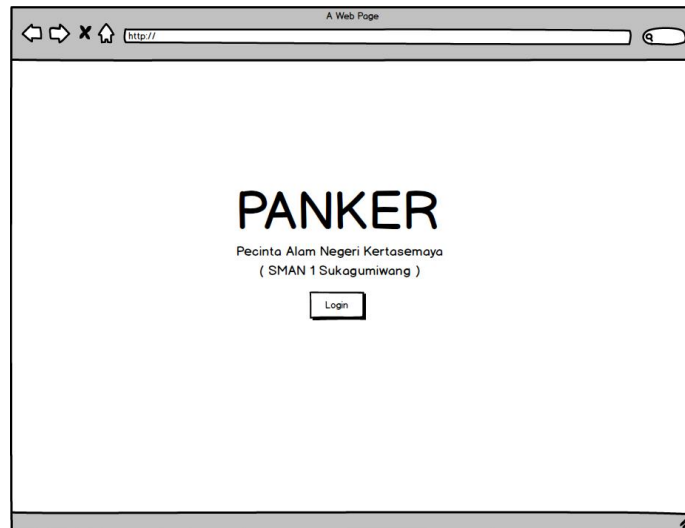 A Web Page
http://
PANKER
Pecinta Alam Negeri Kertasemaya
( SMAN 1 Sukagumiwang )
Login